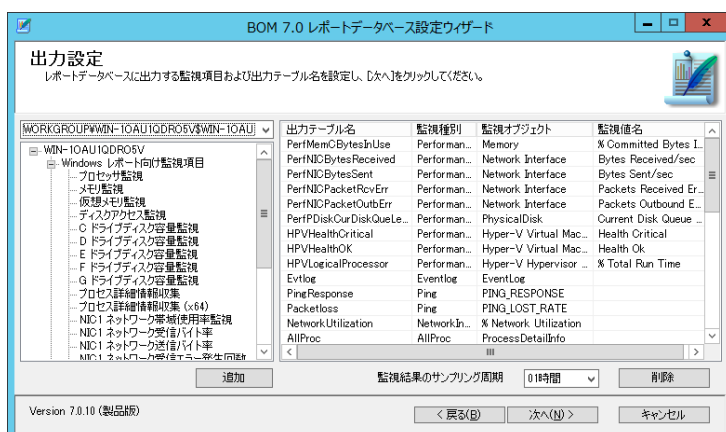 BOM 7.0 レポートデータベース設定ウィザード
出力設定
レポートデータベースに出力する監視項目および出力テーブル名を設定し、[次へ]をクリックしてください。
WORKGROUP¥WIN-1OAU1QDRO5V$WIN-1OAU
WIN-1OAU1QDRO5V
Windows レポート向け監視項目
プロセッサ監視
メモリ監視
仮想メモリ監視
ディスクアクセス監視
C ドライブディスク容量監視
D ドライブディスク容量監視
E ドライブディスク容量監視
F ドライブディスク容量監視
G ドライブディスク容量監視
プロセス詳細情報収集
プロセス詳細情報収集 (x64)
NIC1 ネットワーク帯域使用率監視
NIC1 ネットワーク受信バイト率
NIC1 ネットワーク送信バイト率
NIC1 ネットワーク受信エラー発生回数
追加
出力テーブル名 監視種別 監視オブジェクト 監視値名
PerfMemCBytesInUse Performan... Memory % Committed Bytes I...
PerfNICBytesReceived Performan... Network Interface Bytes Received/sec
PerfNICBytesSent Performan... Network Interface Bytes Sent/sec
PerfNICPacketRcvErr Performan... Network Interface Packets Received Er...
PerfNICPacketOutbErr Performan... Network Interface Packets Outbound E...
PerfPDiskCurDiskQueLe... Performan... PhysicalDisk Current Disk Queue ...
HPVHealthCritical Performan... Hyper-V Virtual Mac... Health Critical
HPVHealthOK Performan... Hyper-V Virtual Mac... Health Ok
HPVLogicalProcessor Performan... Hyper-V Hypervisor ... % Total Run Time
Evtlog Eventlog EventLog
PingResponse Ping PING_RESPONSE
Packetloss Ping PING_LOST_RATE
NetworkUtilization NetworkIn... % Network Utilization
AllProc AllProc ProcessDetailInfo
監視結果のサンプリング周期 01時間 削除
Version 7.0.10 (製品版)
< 戻る(B) 次へ(N) > キャンセル